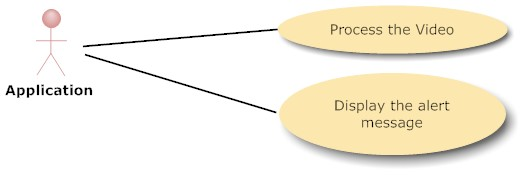 Process the Video
Application
Display the alert
message